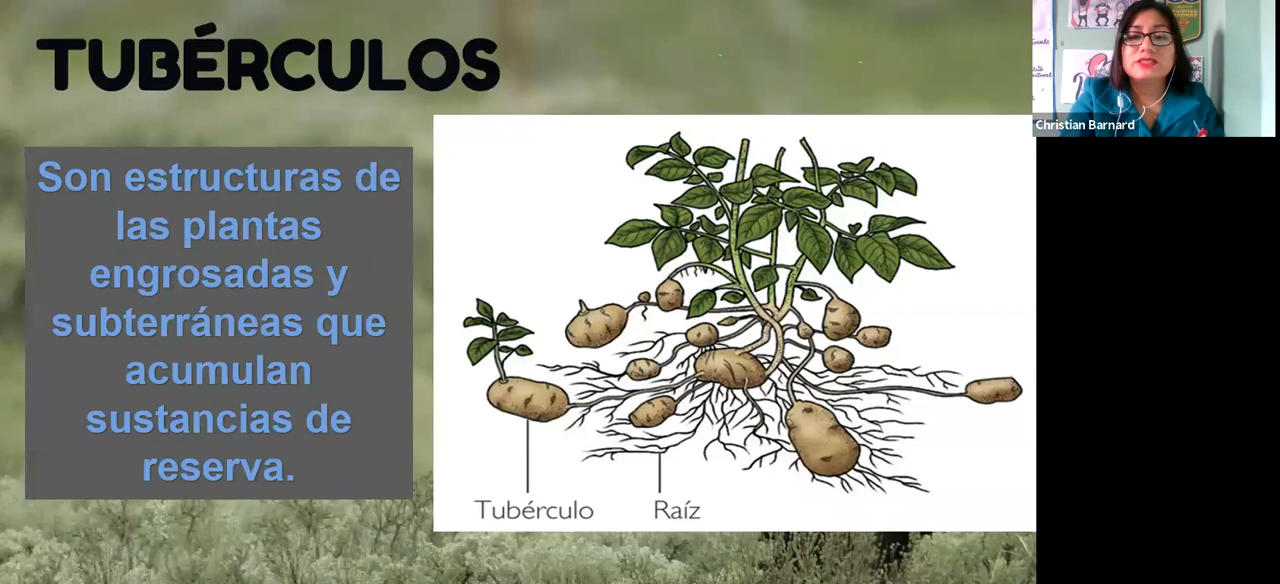 TUBÉRCULOS
Son estructuras de
las plantas
engrosadas y
subterráneas que
acumulan
sustancias de
reserva.
Tubérculo
Raíz
Christian Barnard